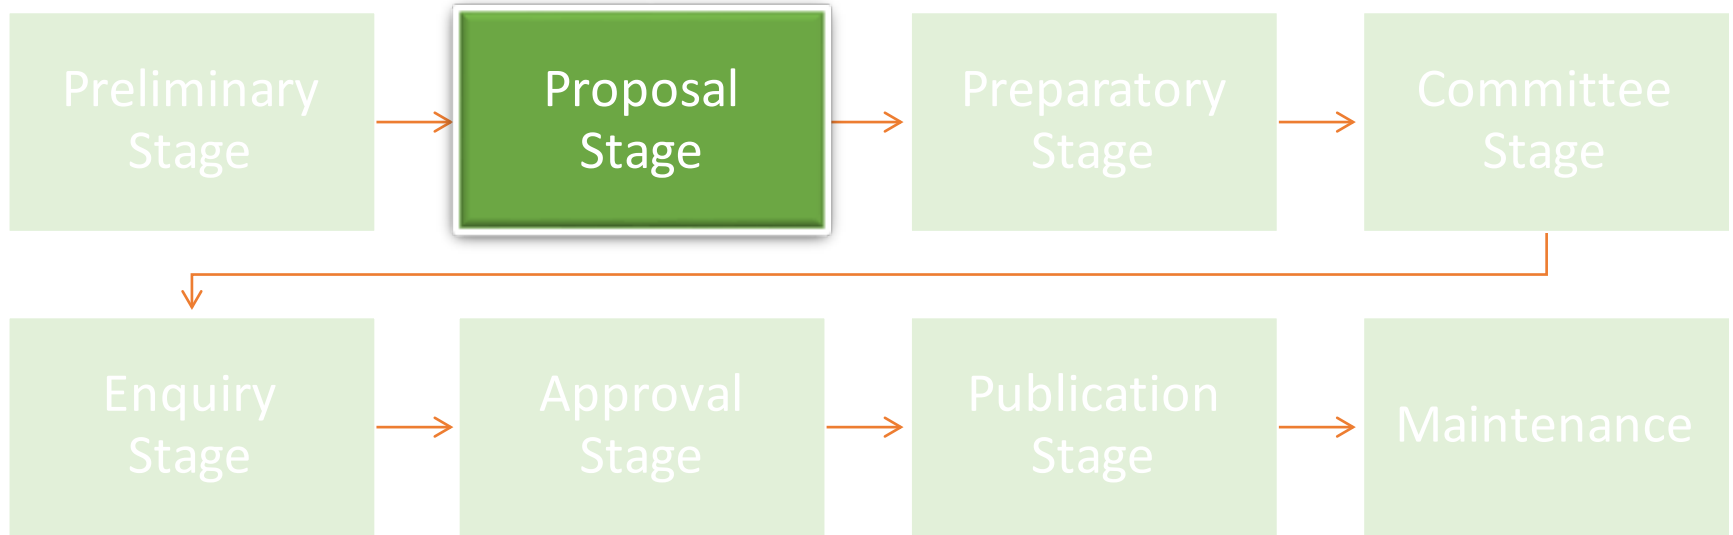 Preliminary
Stage
Proposal
Stage
Preparatory
Stage
Committee
Stage
Enquiry
Stage
Approval
Stage
Publication
Stage
Maintenance